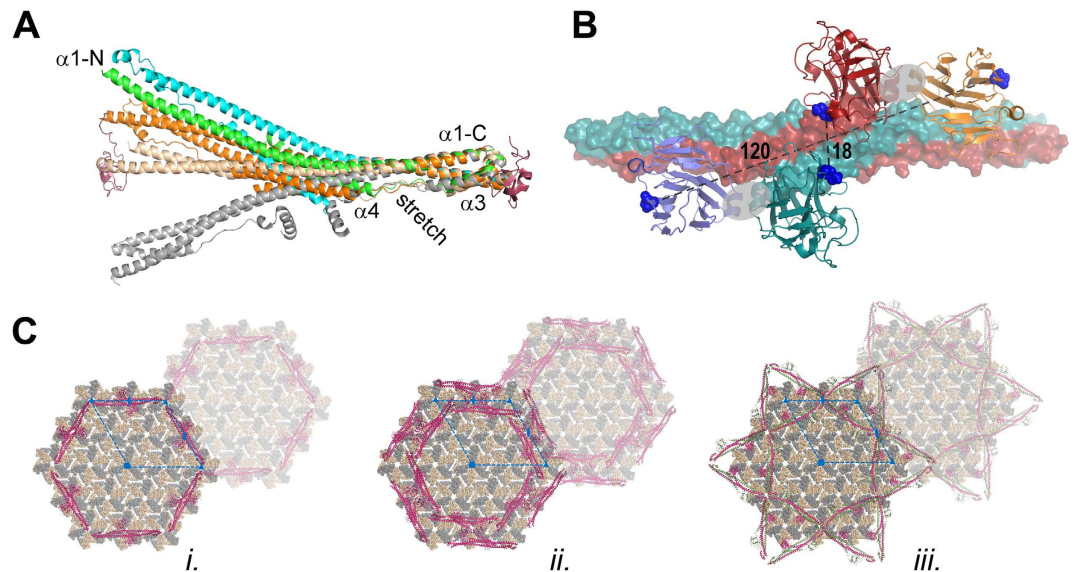 A
α1-N
α1-C
α4
stretch
α3
B
120
18
C
i.
ii.
iii.